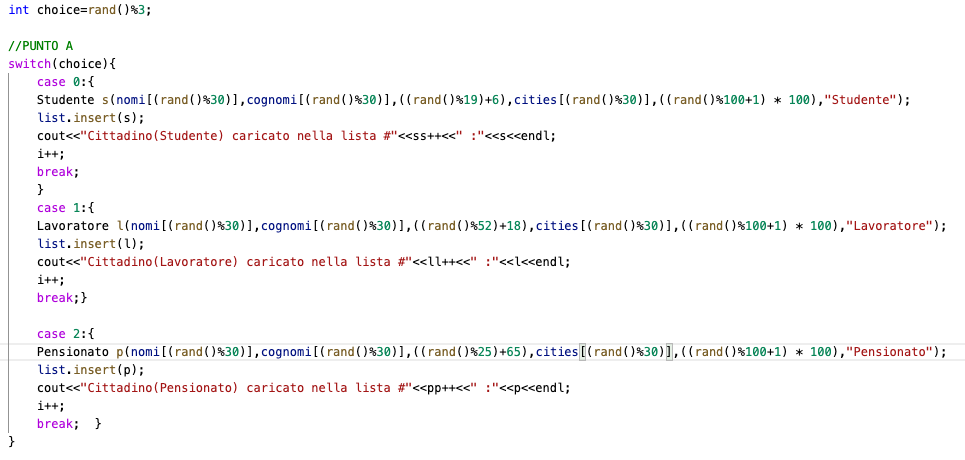 int choice=rand()%3;
//PUNTO A
switch(choice){
case 0:{
Studente s(nomi[(rand()%30)],cognomi[(rand()%30)],((rand()%19)+6),cities[(rand()%30)],((rand()%100+1) * 100),"Studente");
list.insert(s);
cout<<"Cittadino(Studente) caricato nella lista #"<<ss++<<" :"<<s<<endl;
i++;
break;
}
case 1:{
Lavoratore l(nomi[(rand()%30)],cognomi[(rand()%30)],((rand()%52)+18),cities[(rand()%30)],((rand()%100+1) * 100),"Lavoratore");
list.insert(l);
cout<<"Cittadino(Lavoratore) caricato nella lista #"<<ll++<<" :"<<l<<endl;
i++;
break;}
case 2:{
Pensionato p(nomi[(rand()%30)],cognomi[(rand()%30)],((rand()%25)+65),cities[(rand()%30)],((rand()%100+1) * 100),"Pensionato");
list.insert(p);
cout<<"Cittadino(Pensionato) caricato nella lista #"<<pp++<<" :"<<p<<endl;
i++;
break;  }
}